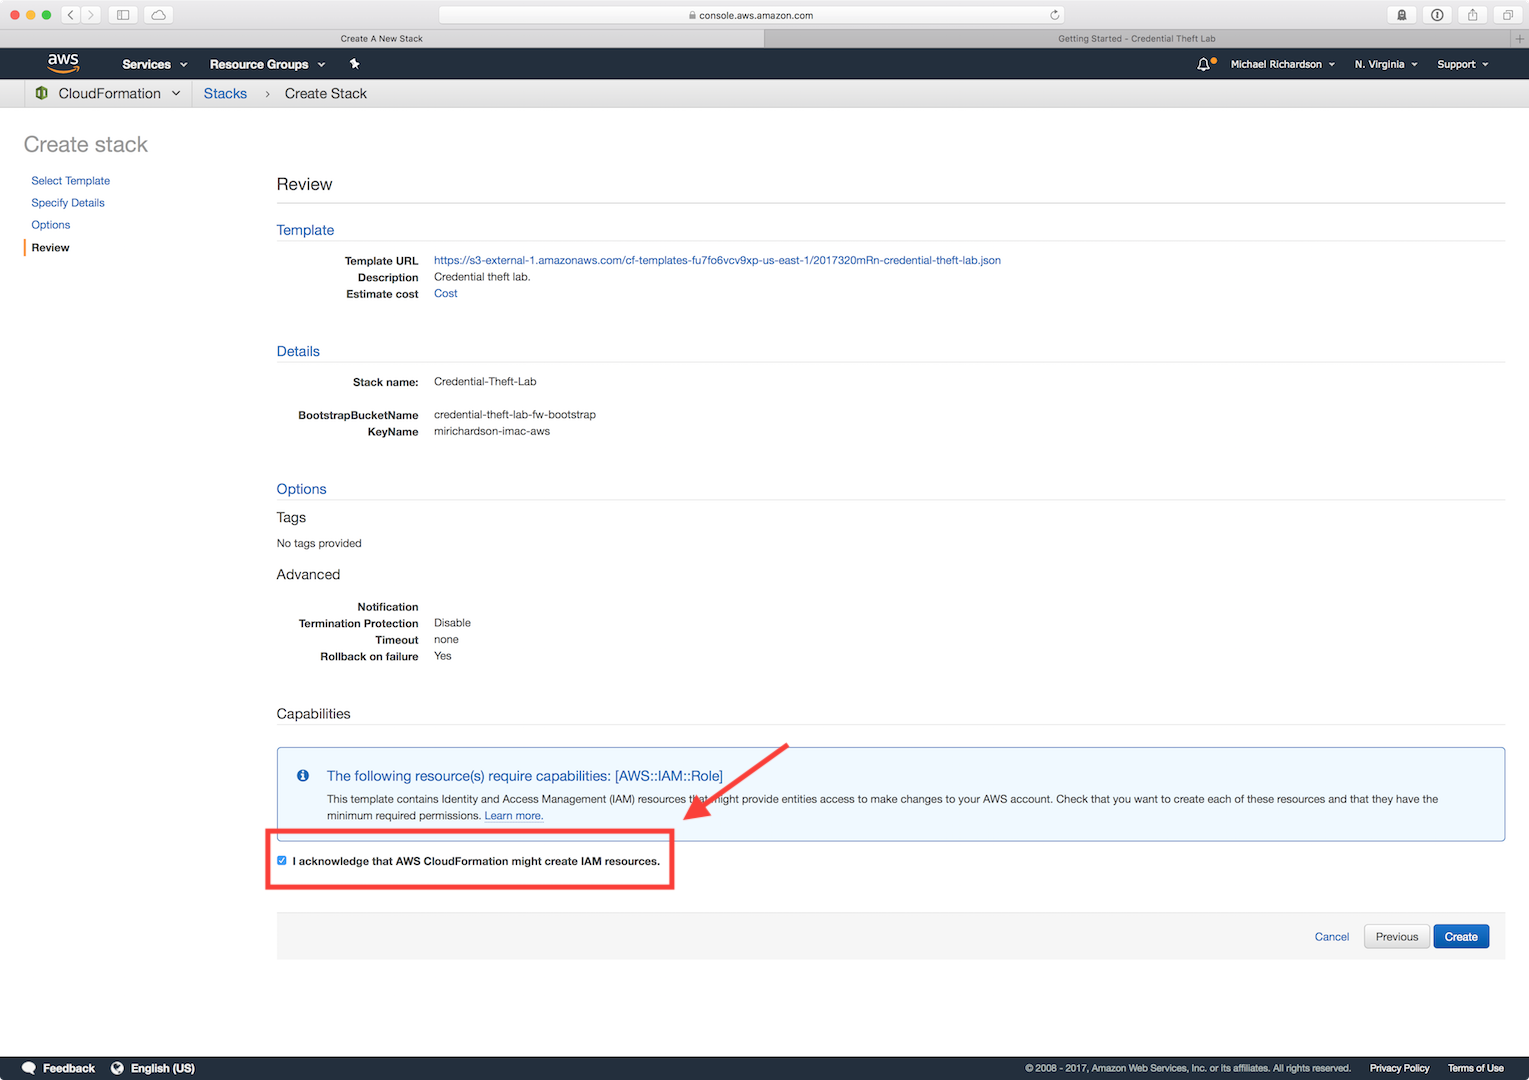 console.aws.amazon.com
Create A New Stack
Getting Started - Credential Theft Lab
aws
Services
Resource Groups
Michael Richardson
N. Virginia
Support
CloudFormation
Stacks
Create Stack
Create stack
Select Template
Specify Details
Options
Review
Review
Template
Template URL https://s3-external-1.amazonaws.com/cf-templates-fu7fo6vcv9xp-us-east-1/2017320mRn-credential-theft-lab.json
Description Credential theft lab.
Estimate cost Cost
Details
Stack name: Credential-Theft-Lab
BootstrapBucketName credential-theft-lab-fw-bootstrap
KeyName mirichardson-imac-aws
Options
Tags
No tags provided
Advanced
Notification
Termination Protection Disable
Timeout none
Rollback on failure Yes
Capabilities
The following resource(s) require capabilities: [AWS::IAM::Role]
This template contains Identity and Access Management (IAM) resources that might provide entities access to make changes to your AWS account. Check that you want to create each of these resources and that they have the
minimum required permissions. Learn more.
I acknowledge that AWS CloudFormation might create IAM resources.
Cancel
Previous
Create
Feedback
English (US)
© 2008 - 2017, Amazon Web Services, Inc. or its affiliates. All rights reserved.
Privacy Policy
Terms of Use